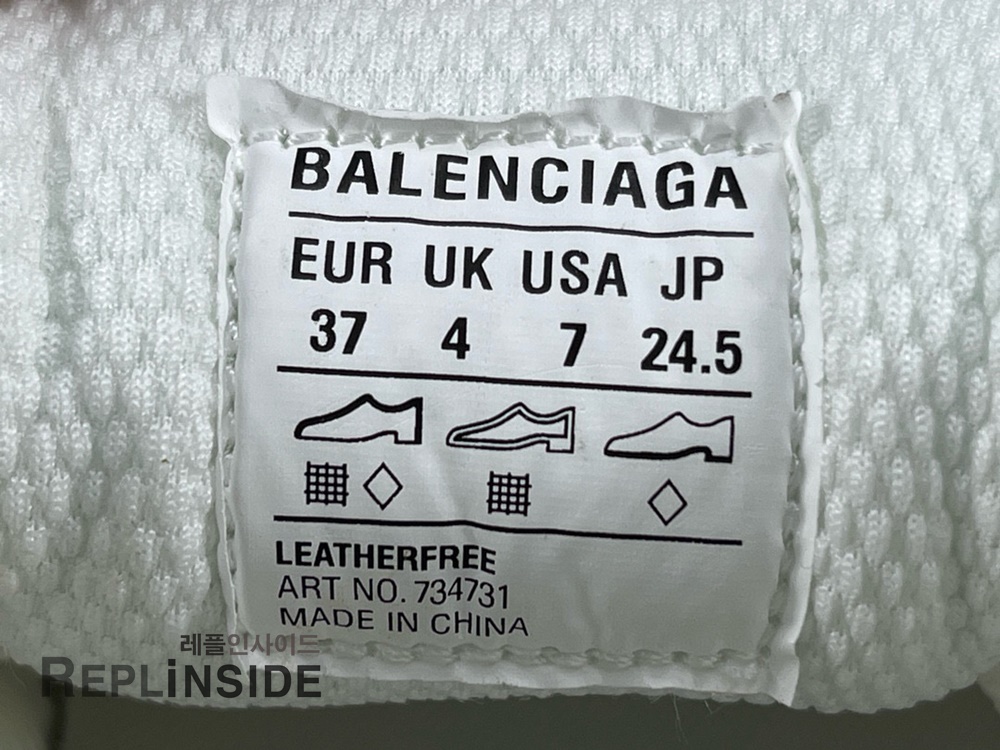 BALENCIAGA
EUR UK USA JP
37 4 7 24.5
LEATHERFREE
ART NO. 734731
MADE IN CHINA
레플인사이드
REPLINSIDE